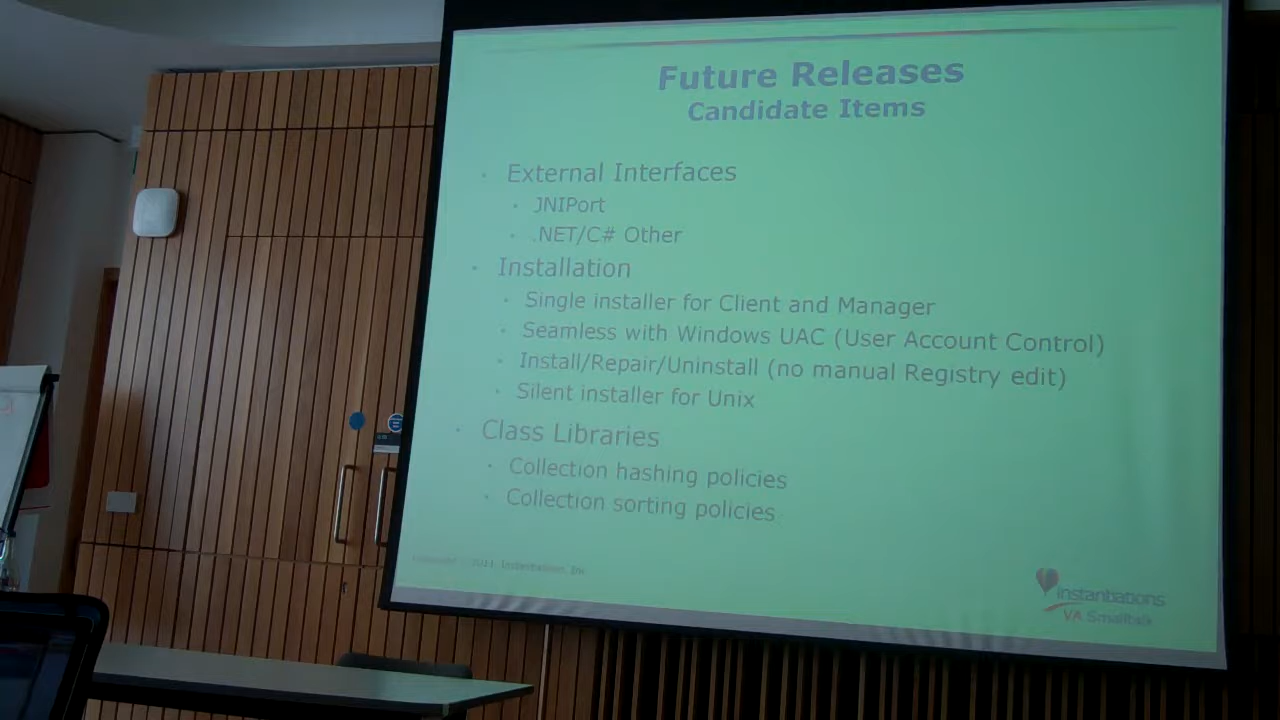 Future Releases
Candidate Items
External Interfaces
JNIPort
.NET/C# Other
Installation
Single installer for Client and Manager
Seamless with Windows UAC (User Account Control)
Install/Repair/Uninstall (no manual Registry edit)
Silent installer for Unix
Class Libraries
Collection hashing policies
Collection sorting policies
Instantiations, Inc
instantiations
VA Smalltalk